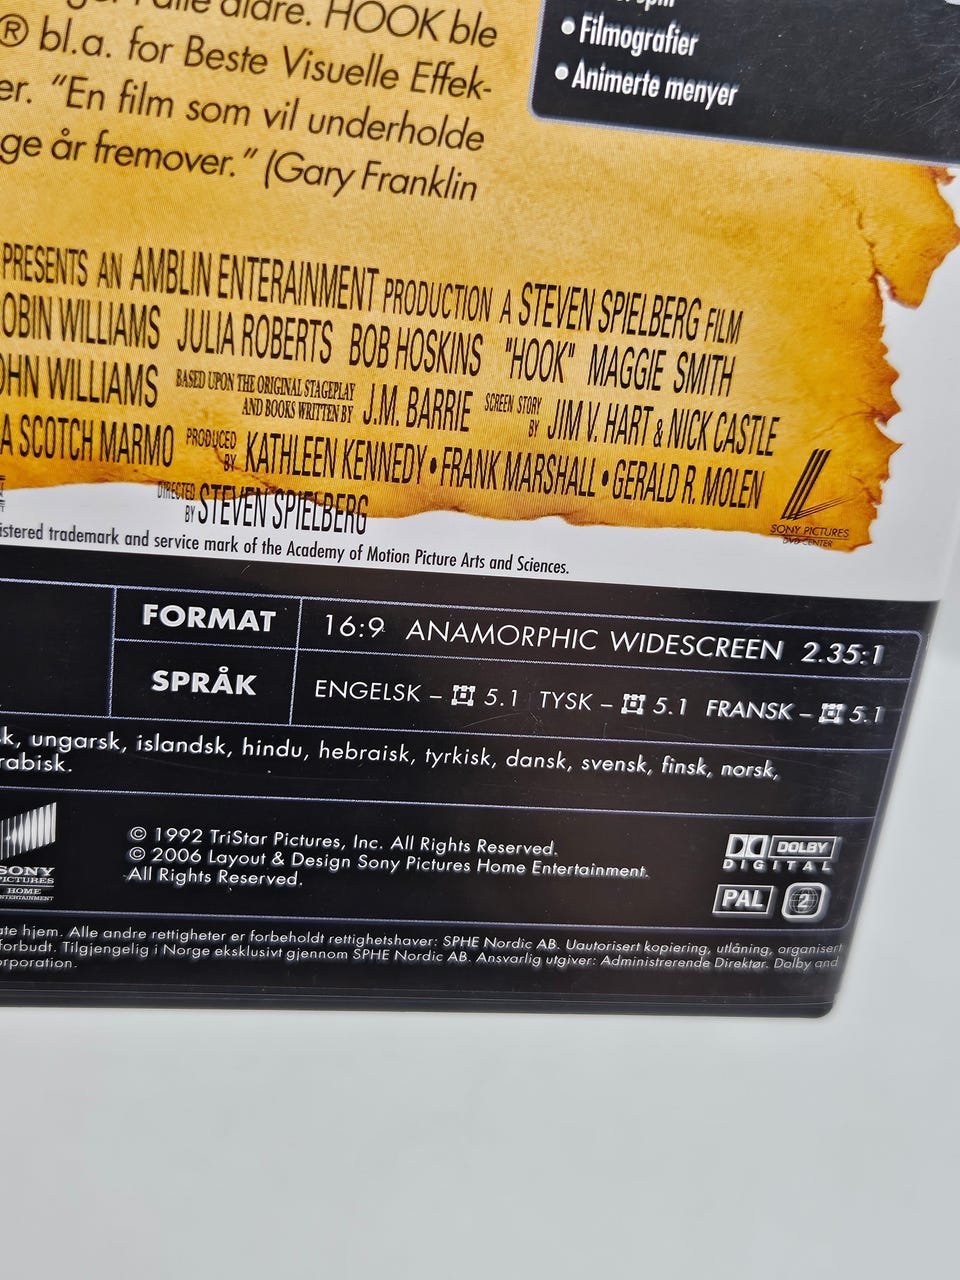 alle aldre. HOOK ble
® bl.a. for Beste Visuelle Effek-
er. "En film som vil underholde
ge år fremover." (Gary Franklin
• Filmografier
• Animerte menyer
PRESENTS AN AMBLIN ENTERAINMENT PRODUCTION A STEVEN SPIELBERG FILM
OBIN WILLIAMS JULIA ROBERTS BOB HOSKINS "HOOK" MAGGIE SMITH
OHN WILLIAMS BASED UPON THE ORIGINAL STAGEPLAY AND BOOKS WRITTEN BY J.M. BARRIE SCREEN STORY BY JIM V. HART & NICK CASTLE
A SCOTCH MARMO PRODUCED BY KATHLEEN KENNEDY • FRANK MARSHALL • GERALD R. MOLEN
DIRECTED BY STEVEN SPIELBERG
SONY PICTURES
DVD CENTER
istered trademark and service mark of the Academy of Motion Picture Arts and Sciences.
FORMAT 16:9 ANAMORPHIC WIDESCREEN 2.35:1
SPRÅK ENGELSK – 5.1 TYSK – 5.1 FRANSK – 5.1
sk, ungarsk, islandsk, hindu, hebraisk, tyrkisk, dansk, svensk, finsk, norsk,
rabisk.
SONY
PICTURES
HOME
ENTERTAINMENT
© 1992 TriStar Pictures, Inc. All Rights Reserved.
© 2006 Layout & Design Sony Pictures Home Entertainment.
All Rights Reserved.
DOLBY
DIGITAL
PAL 2
ate hjem. Alle andre rettigheter er forbeholdt rettighetshaver: SPHE Nordic AB. Uautorisert kopiering, utlåning, organisert
forbudt. Tilgjengelig i Norge eksklusivt gjennom SPHE Nordic AB. Ansvarlig utgiver: Administrerende Direktør. Dolby and
orporation.